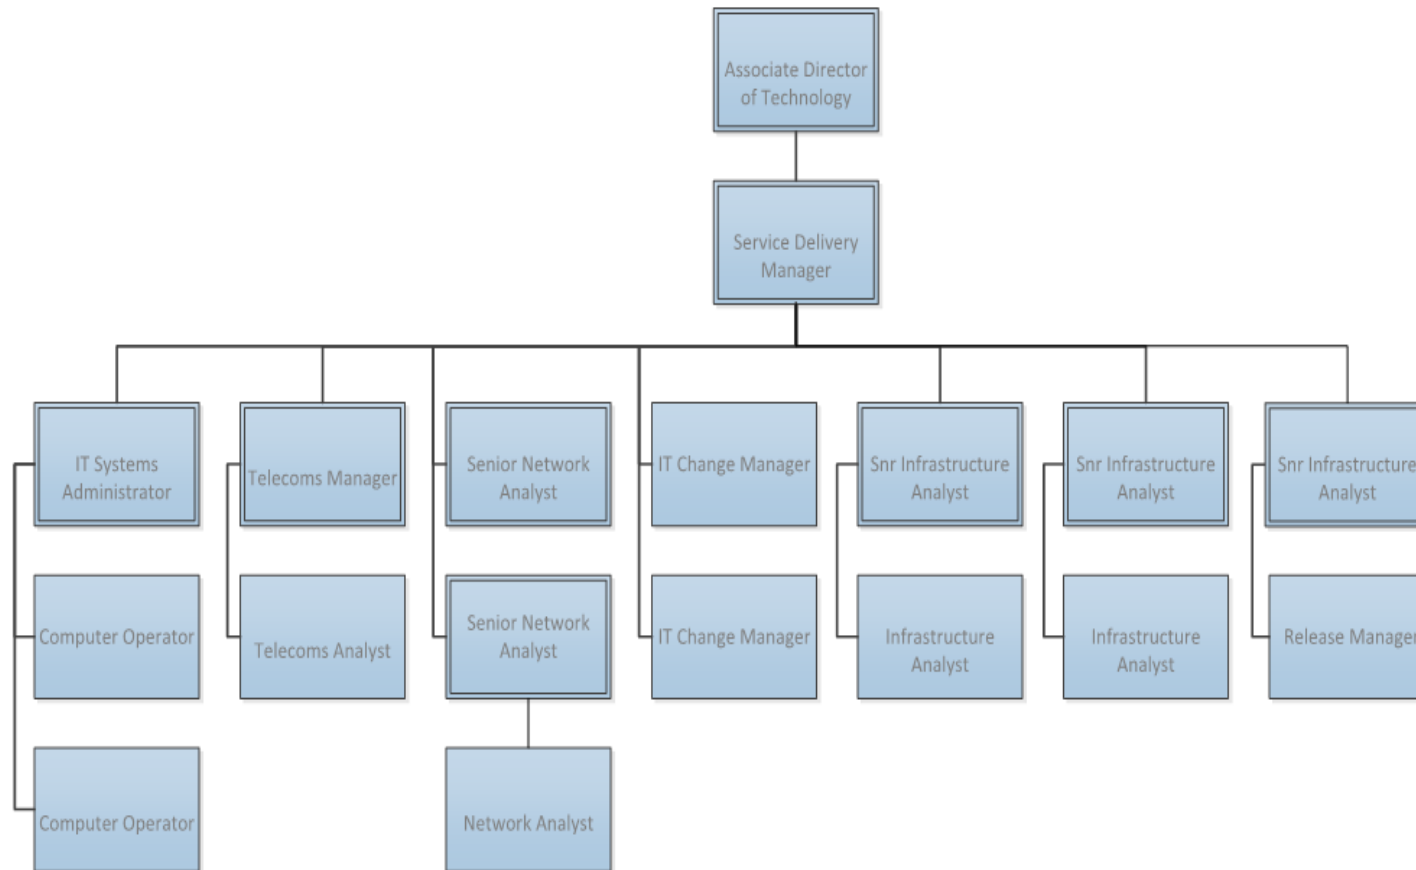 Associate Director
of Technology
Service Delivery
Manager
IT Systems
Administrator
Telecoms Manager
Senior Network
Analyst
IT Change Manager
Snr Infrastructure
Analyst
Snr Infrastructure
Analyst
Snr Infrastructure
Analyst
Computer Operator
Telecoms Analyst
Senior Network
Analyst
IT Change Manager
Infrastructure
Analyst
Infrastructure
Analyst
Release Manager
Computer Operator
Network Analyst